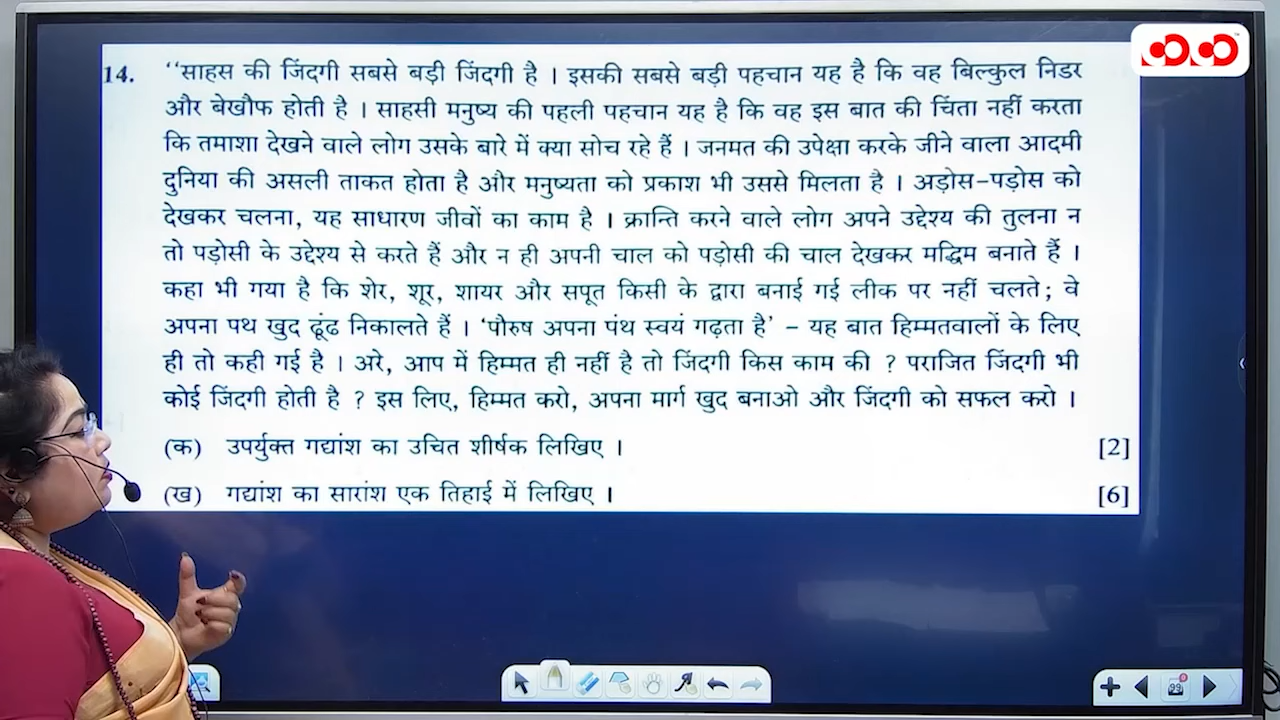 14. ‘‘साहस की जिंदगी सबसे बड़ी जिंदगी है । इसकी सबसे बड़ी पहचान यह है कि वह बिल्कुल निडर
और बेखौफ होती है । साहसी मनुष्य की पहली पहचान यह है कि वह इस बात की चिंता नहीं करता
कि तमाशा देखने वाले लोग उसके बारे में क्या सोच रहे हैं । जनमत की उपेक्षा करके जीने वाला आदमी
दुनिया की असली ताकत होता है और मनुष्यता को प्रकाश भी उससे मिलता है । अड़ोस-पड़ोस को
देखकर चलना, यह साधारण जीवों का काम है । क्रान्ति करने वाले लोग अपने उद्देश्य की तुलना न
तो पड़ोसी के उद्देश्य से करते हैं और न ही अपनी चाल को पड़ोसी की चाल देखकर मद्धिम बनाते हैं ।
कहा भी गया है कि शेर, शूर, शायर और सपूत किसी के द्वारा बनाई गई लीक पर नहीं चलते; वे
अपना पथ खुद ढूंढ निकालते हैं । ‘पौरुष अपना पंथ स्वयं गढ़ता है’ – यह बात हिम्मतवालों के लिए
ही तो कही गई है । अरे, आप में हिम्मत ही नहीं है तो जिंदगी किस काम की ? पराजित जिंदगी भी
कोई जिंदगी होती है ? इस लिए, हिम्मत करो, अपना मार्ग खुद बनाओ और जिंदगी को सफल करो ।
(क) उपर्युक्त गद्यांश का उचित शीर्षक लिखिए । [2]
(ख) गद्यांश का सारांश एक तिहाई में लिखिए । [6]